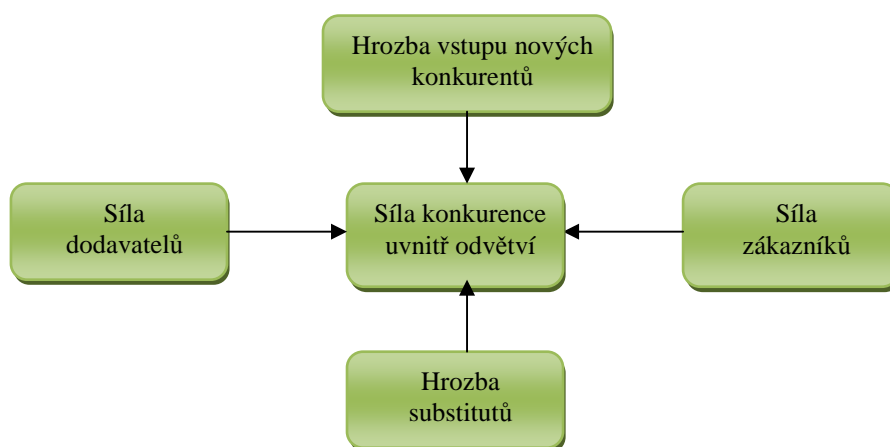 Hrozba vstupu nových
konkurentů
Síla
dodavatelů
Síla konkurence
uvnitř odvětví
Síla
zákazníků
Hrozba
substitutů